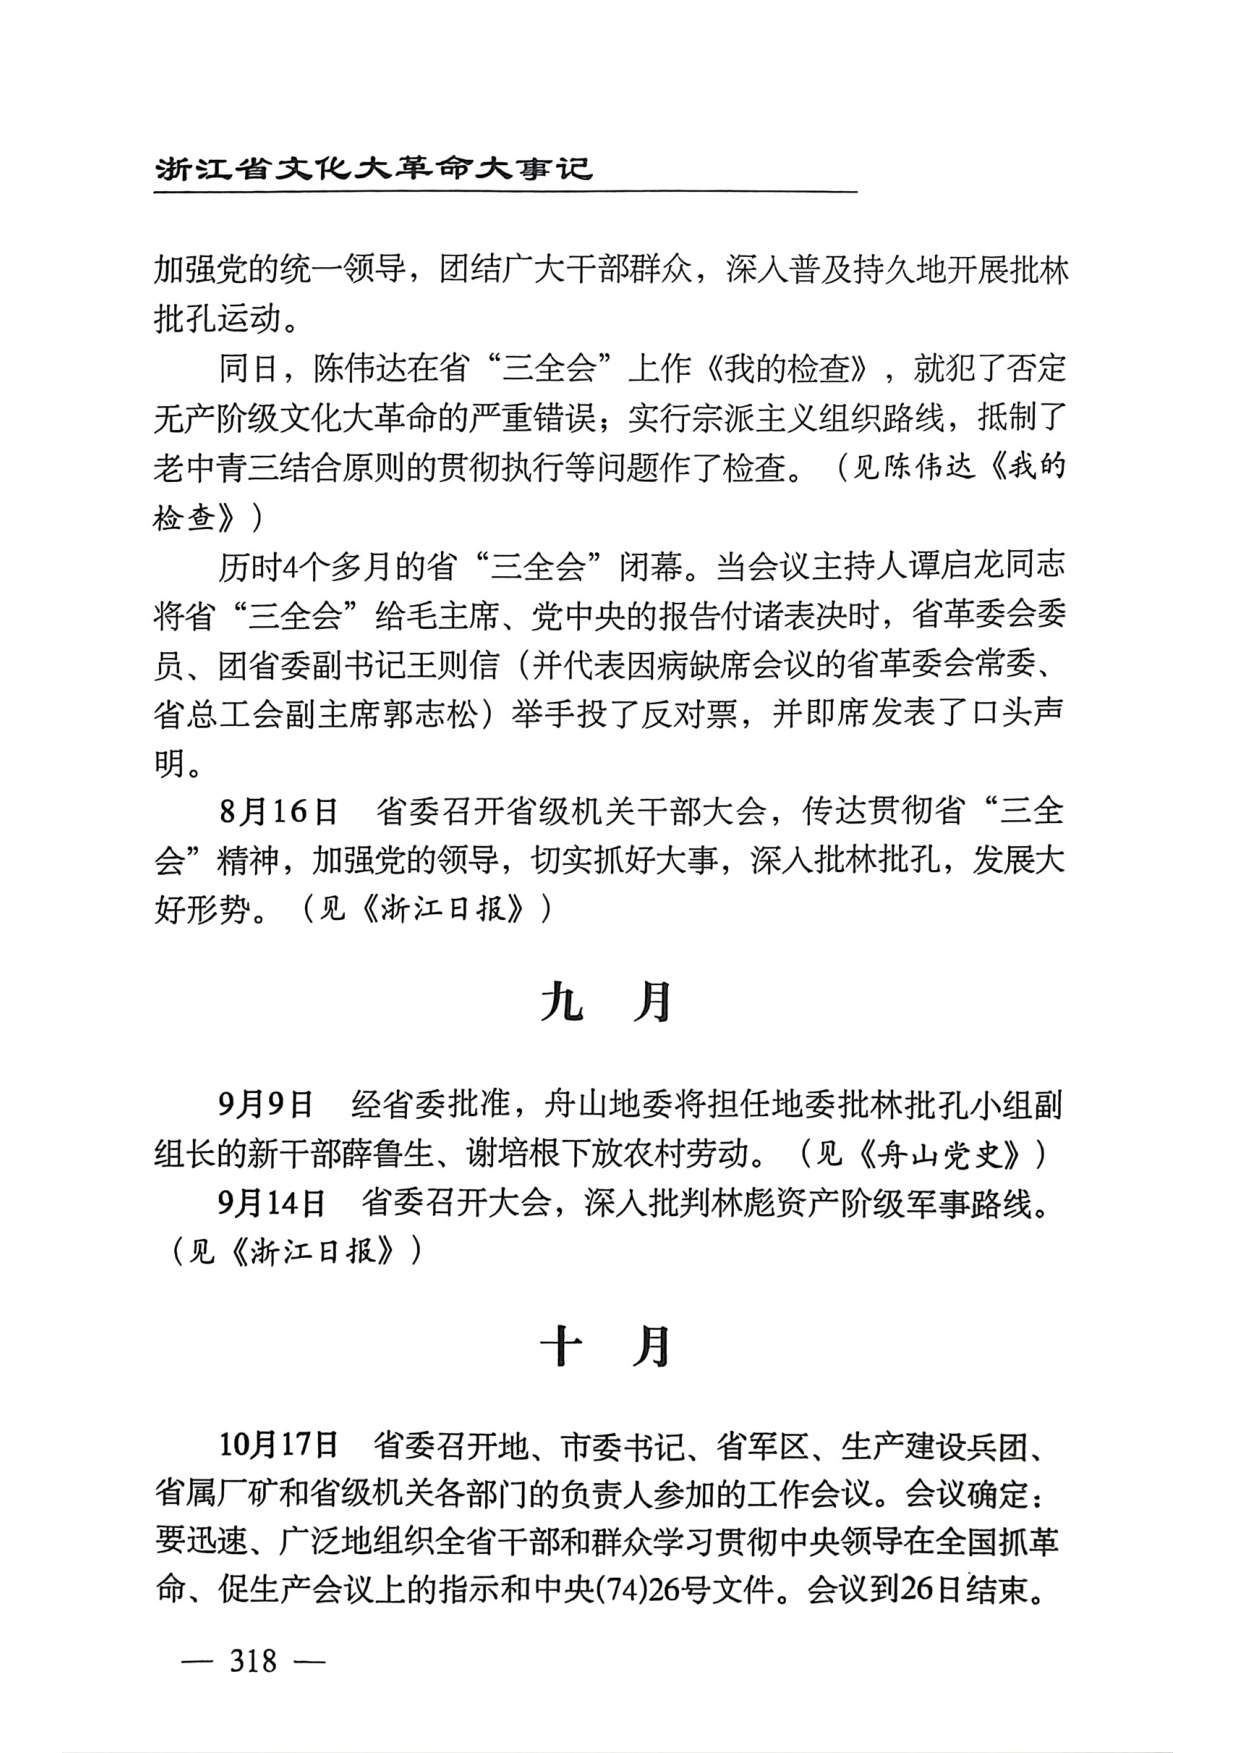 浙江省文化大革命大事记
加强党的统一领导，团结广大干部群众，深入普及持久地开展批林
批孔运动。
同日，陈伟达在省“三全会”上作《我的检查》，就犯了否定
无产阶级文化大革命的严重错误；实行宗派主义组织路线，抵制了
老中青三结合原则的贯彻执行等问题作了检查。（见陈伟达《我的
检查》）
历时4个多月的省“三全会”闭幕。当会议主持人谭启龙同志
将省“三全会”给毛主席、党中央的报告付诸表决时，省革委会委
员、团省委副书记王则信（并代表因病缺席会议的省革委会常委、
省总工会副主席郭志松）举手投了反对票，并即席发表了口头声
明。
8月16日　省委召开省级机关干部大会，传达贯彻省“三全
会”精神，加强党的领导，切实抓好大事，深入批林批孔，发展大
好形势。（见《浙江日报》）
九　月
9月9日　经省委批准，舟山地委将担任地委批林批孔小组副
组长的新干部薛鲁生、谢培根下放农村劳动。（见《舟山党史》）
9月14日　省委召开大会，深入批判林彪资产阶级军事路线。
（见《浙江日报》）
十　月
10月17日　省委召开地、市委书记、省军区、生产建设兵团、
省属厂矿和省级机关各部门的负责人参加的工作会议。会议确定：
要迅速、广泛地组织全省干部和群众学习贯彻中央领导在全国抓革
命、促生产会议上的指示和中央(74)26号文件。会议到26日结束。
— 318 —